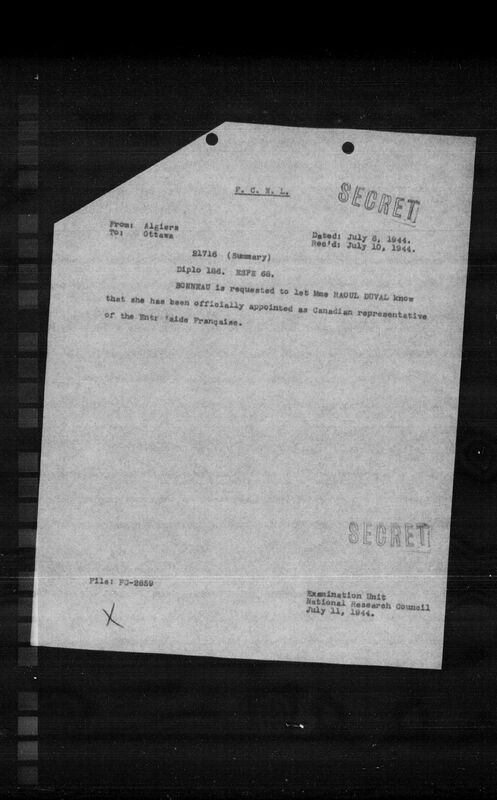 F. C. N. L.
SECRET
From: Algiers
To: Ottawa
Dated: July 6, 1944.
Rec'd: July 10, 1944.
21716 (Summary)
Diplo 186. ESFE 68.
BONNEAU is requested to let Mme RAOUL DUVAL know
that she has been officially appointed as Canadian representative
of the Entr'aide Française.
SECRET
File: FG-2659
Examination Unit
National Research Council
July 11, 1944.
X